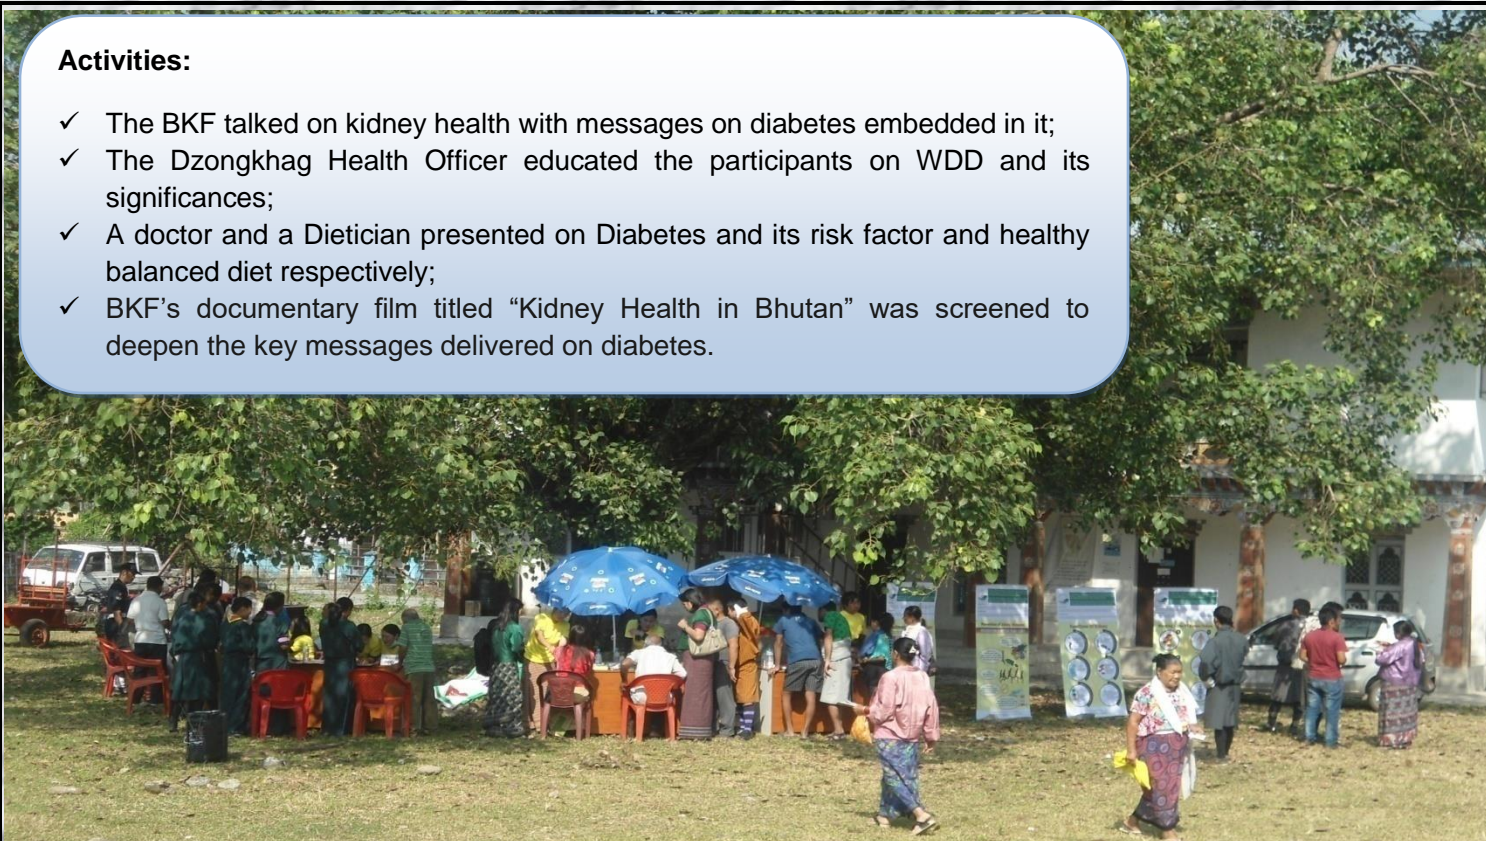 Activities:
✓ The BKF talked on kidney health with messages on diabetes embedded in it;
✓ The Dzongkhag Health Officer educated the participants on WDD and its
significances;
✓ A doctor and a Dietician presented on Diabetes and its risk factor and healthy
balanced diet respectively;
✓ BKF’s documentary film titled “Kidney Health in Bhutan” was screened to
deepen the key messages delivered on diabetes.